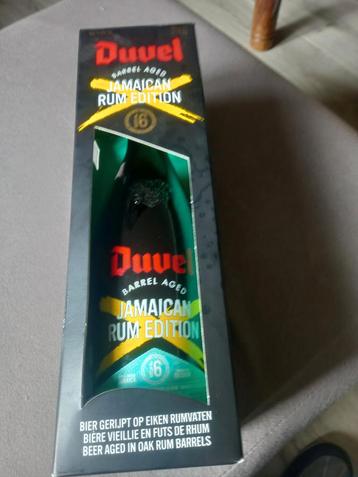 Duvel
BARREL AGED
JAMAICAN
RUM EDITION
6
Duvel
BARREL AGED
JAMAICAN
RUM EDITION
6
BIER GERIJPT OP EIKEN RUMVATEN
BIÈRE VIEILLIE EN FUTS DE RHUM
BEER AGED IN OAK RUM BARRELS